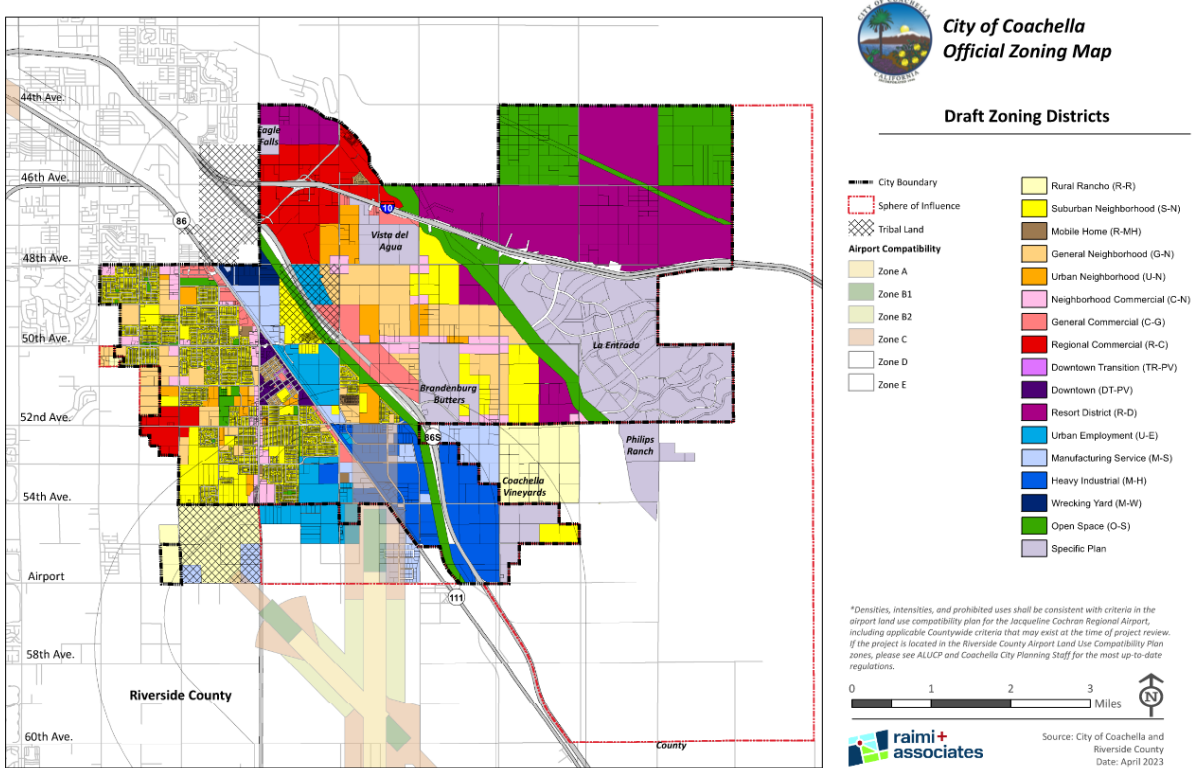 CITY OF COACHELLA
CALIFORNIA
City of Coachella
Official Zoning Map
Draft Zoning Districts
City Boundary
Sphere of Influence
Tribal Land
Airport Compatibility
Zone A
Zone B1
Zone B2
Zone C
Zone D
Zone E
Rural Rancho (R-R)
Suburban Neighborhood (S-N)
Mobile Home (R-MH)
General Neighborhood (G-N)
Urban Neighborhood (U-N)
Neighborhood Commercial (C-N)
General Commercial (C-G)
Regional Commercial (R-C)
Downtown Transition (TR-PV)
Downtown (DT-PV)
Resort District (R-D)
Urban Employment (U-E)
Manufacturing Service (M-S)
Heavy Industrial (M-H)
Wrecking Yard (M-W)
Open Space (O-S)
Specific Plan
44th Ave.
Eagle
Falls
46th Ave.
86
10
Vista del
Agua
48th Ave.
50th Ave.
La Entrada
Brandenburg
Butters
52nd Ave.
86S
Philips
Ranch
Coachella
Vineyards
54th Ave.
Airport
111
58th Ave.
Riverside County
60th Ave.
County
*Densities, intensities, and prohibited uses shall be consistent with criteria in the
airport land use compatibility plan for the Jacqueline Cochran Regional Airport,
including applicable Countywide criteria that may exist at the time of project review.
If the project is located in the Riverside County Airport Land Use Compatibility Plan
zones, please see ALUCP and Coachella City Planning Staff for the most up-to-date
regulations.
0 1 2 3
Miles
N
raimi+
associates
Source: City of Coachella and
Riverside County
Date: April 2023